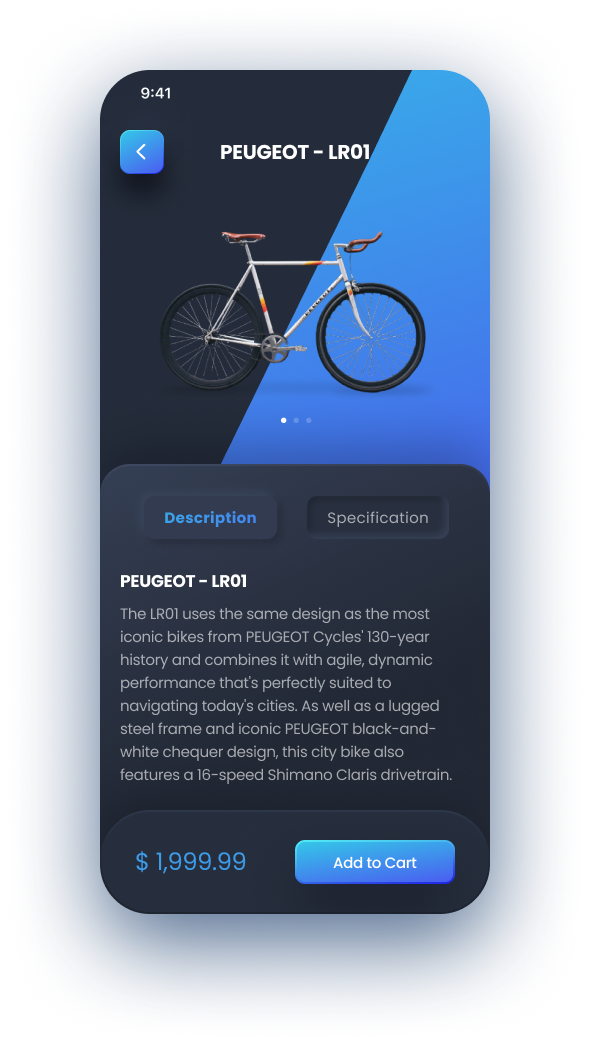 9:41
PEUGEOT - LR01
Description
Specification
PEUGEOT - LR01
The LR01 uses the same design as the most
iconic bikes from PEUGEOT Cycles' 130-year
history and combines it with agile, dynamic
performance that's perfectly suited to
navigating today's cities. As well as a lugged
steel frame and iconic PEUGEOT black-and-
white chequer design, this city bike also
features a 16-speed Shimano Claris drivetrain.
$ 1,999.99
Add to Cart